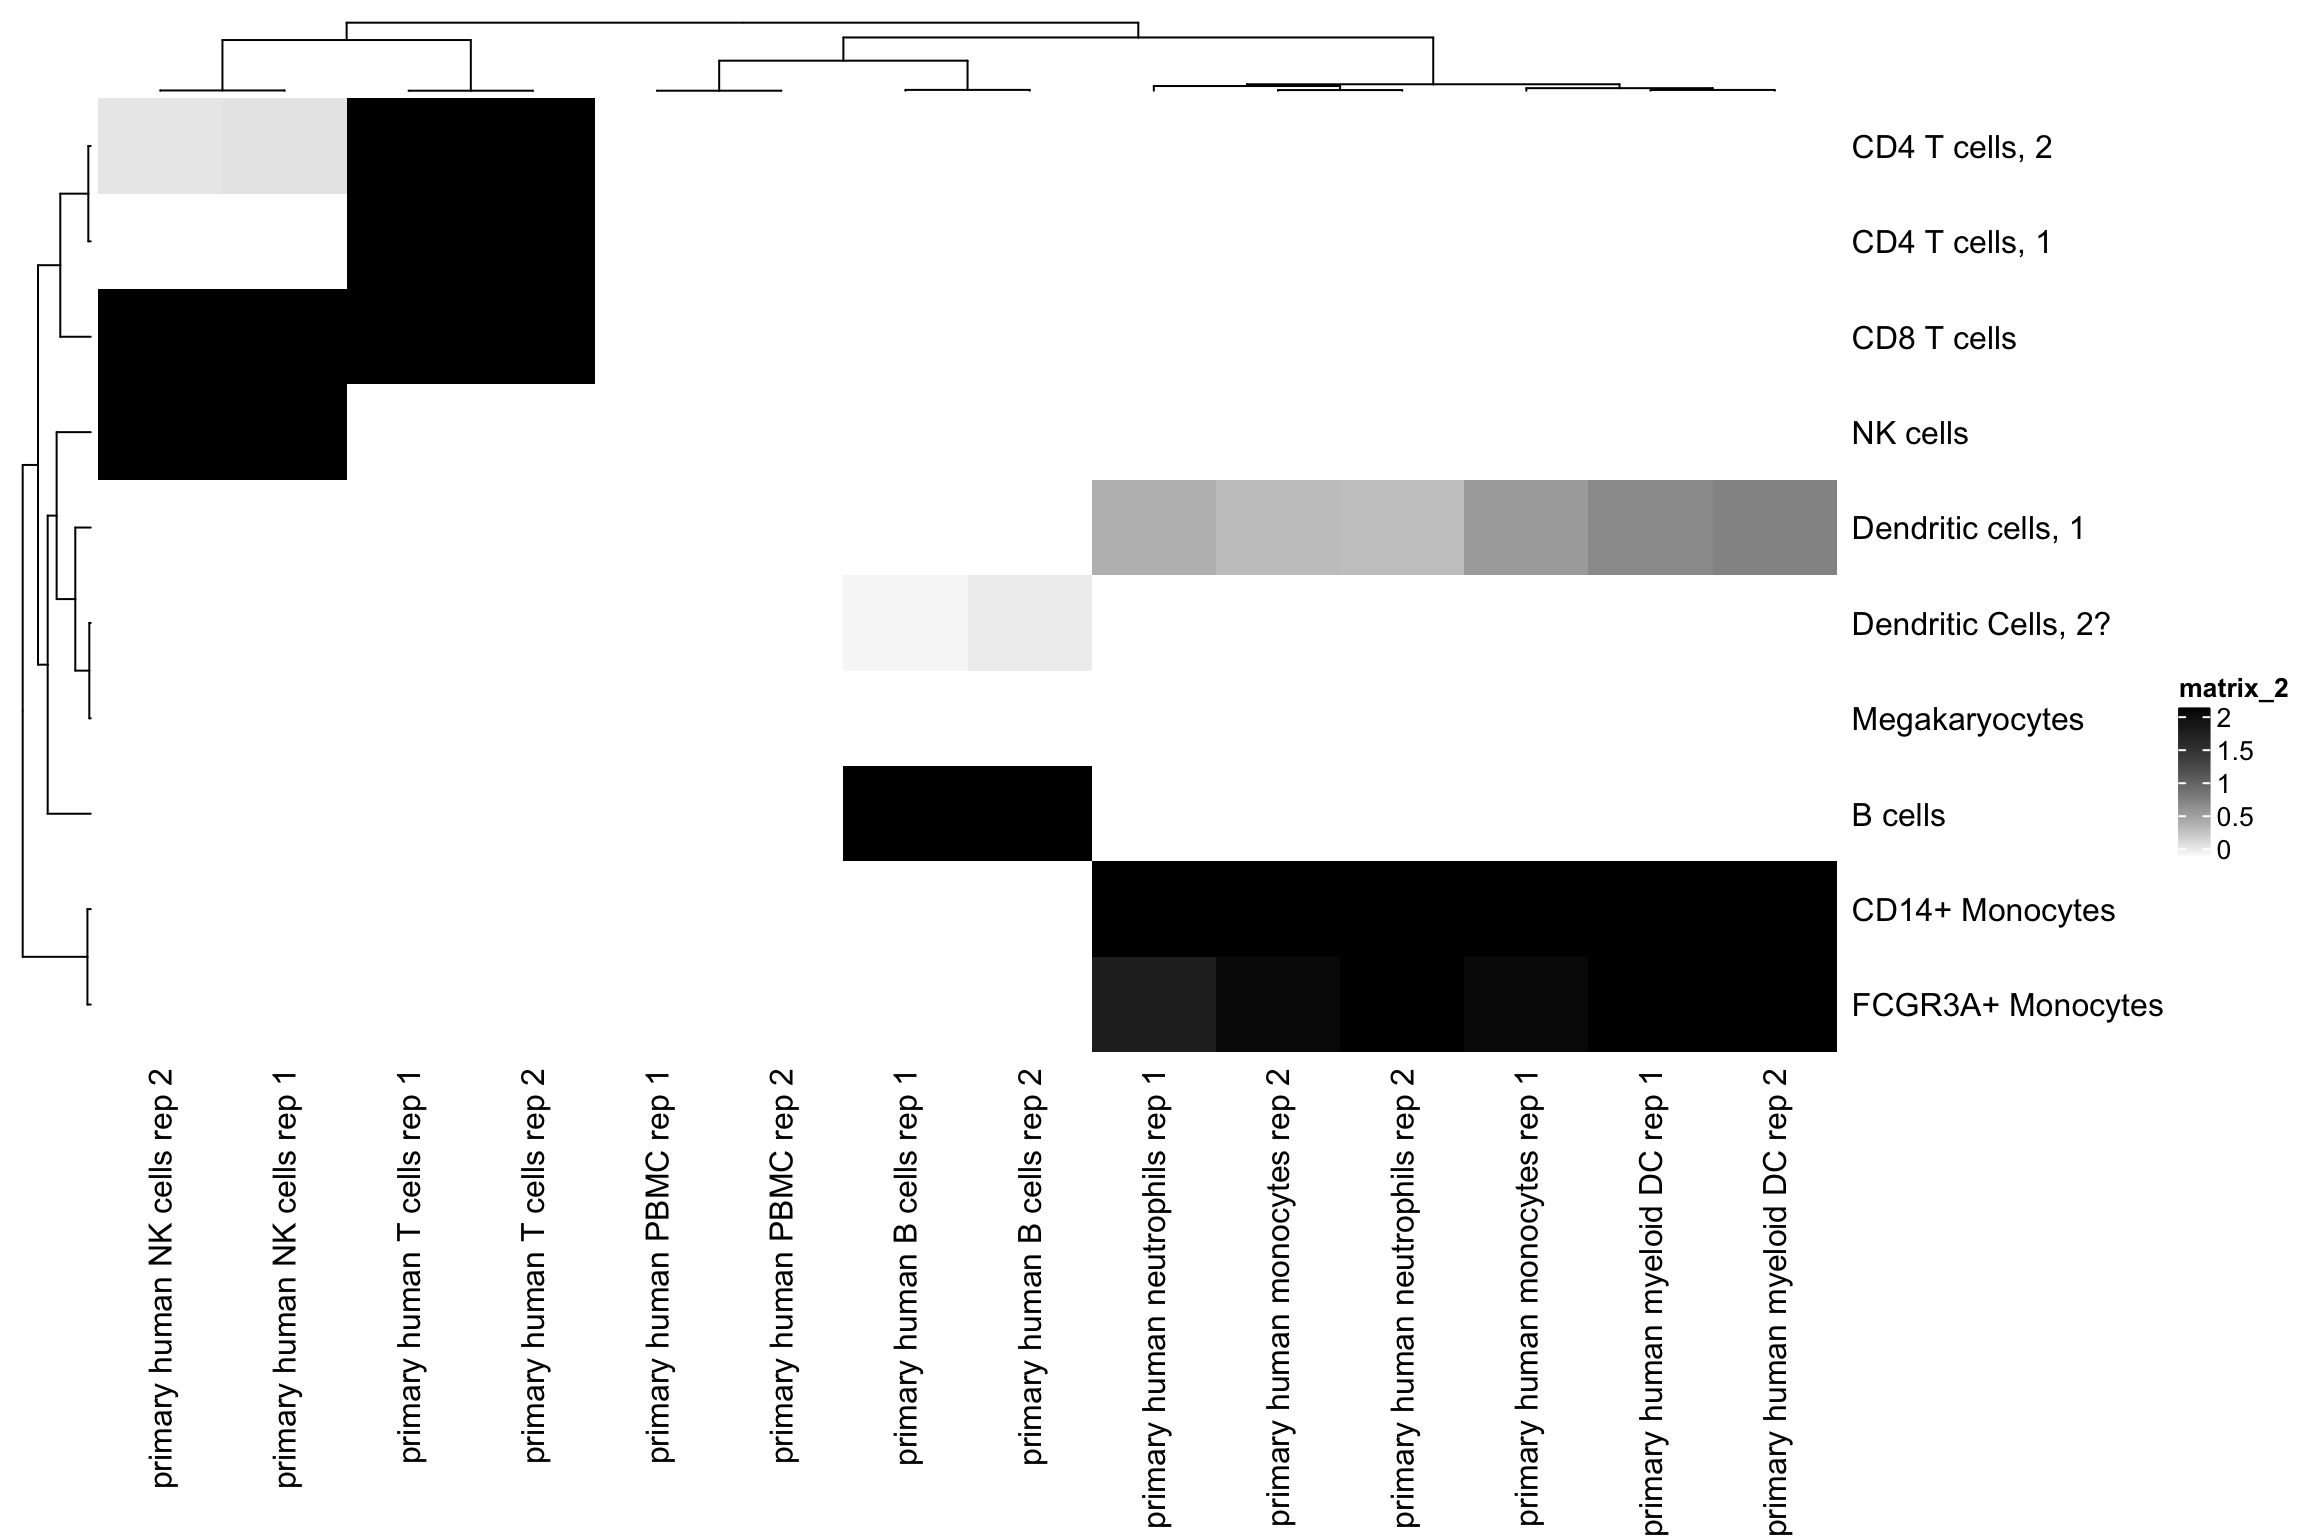 CD4 T cells, 2
CD4 T cells, 1
CD8 T cells
NK cells
Dendritic cells, 1
Dendritic Cells, 2?
Megakaryocytes
B cells
CD14+ Monocytes
FCGR3A+ Monocytes
matrix_2
2
1.5
1
0.5
0
primary human NK cells rep 2
primary human NK cells rep 1
primary human T cells rep 1
primary human T cells rep 2
primary human PBMC rep 1
primary human PBMC rep 2
primary human B cells rep 1
primary human B cells rep 2
primary human neutrophils rep 1
primary human monocytes rep 2
primary human neutrophils rep 2
primary human monocytes rep 1
primary human myeloid DC rep 1
primary human myeloid DC rep 2